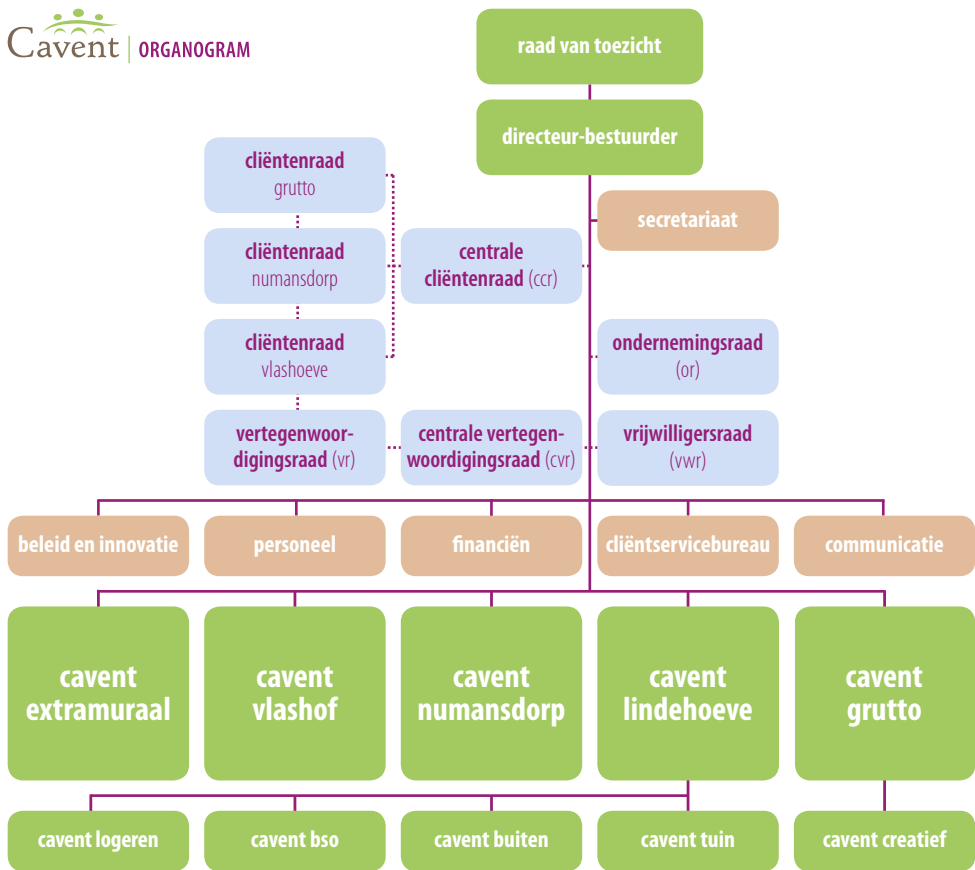 Cavent
ORGANOGRAM
raad van toezicht
directeur-bestuurder
cliëntenraad
grutto
secretariaat
cliëntenraad
numansdorp
centrale
cliëntenraad (ccr)
cliëntenraad
vlashoeve
ondernemingsraad
(or)
vertegenwoor-
digingsraad (vr)
centrale vertegen-
woordigingsraad (cvr)
vrijwilligersraad
(vwr)
beleid en innovatie
personeel
financiën
cliëntservicebureau
communicatie
cavent
extramuraal
cavent
vlashof
cavent
numansdorp
cavent
lindehoeve
cavent
grutto
cavent logeren
cavent bso
cavent buiten
cavent tuin
cavent creatief